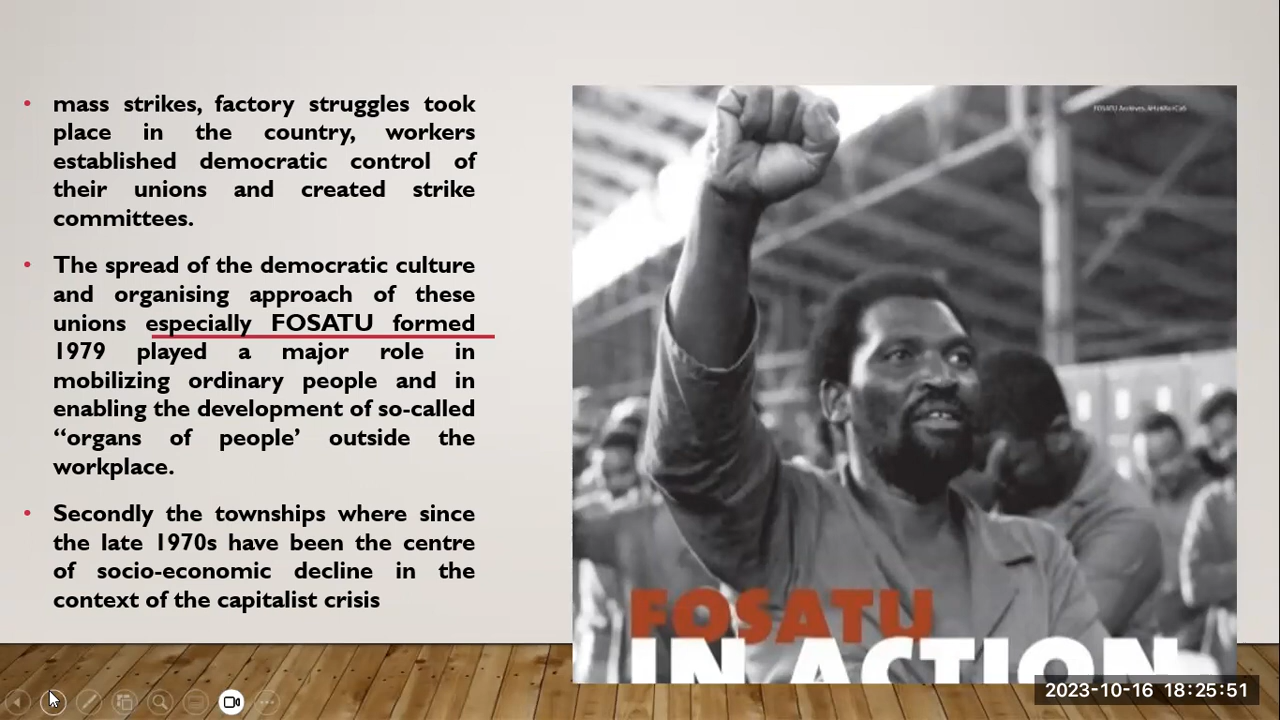 mass strikes, factory struggles took
place in the country, workers
established democratic control of
their unions and created strike
committees.
The spread of the democratic culture
and organising approach of these
unions especially FOSATU formed
1979 played a major role in
mobilizing ordinary people and in
enabling the development of so-called
“organs of people’ outside the
workplace.
Secondly the townships where since
the late 1970s have been the centre
of socio-economic decline in the
context of the capitalist crisis
FOSATU Archives,
FOSATU
IN ACTION
2023-10-16 18:25:51